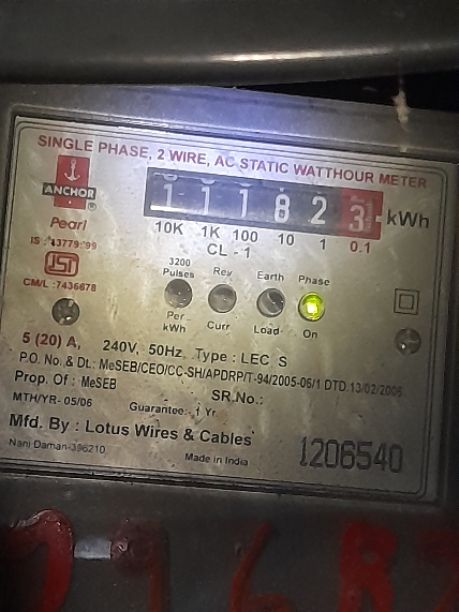 SINGLE PHASE, 2 WIRE, AC STATIC WATTHOUR METER
ANCHOR
®
Pearl
IS : 13779:'99
ISI
CM/L :7436678
1 1 1 8 2 3 kWh
10K 1K 100 10 1 0.1
CL - 1
3200 Pulses Rev Earth Phase
Per kWh Curr Load On
5 (20) A, 240V, 50Hz, Type : LEC S
P.O. No. & Dt.: MeSEB/CEO/CC-SH/APDRP/T-94/2005-06/1 DTD.13/02/2006
Prop. Of : MeSEB SR.No.:
MTH/YR- 05/06 Guarantee: 1 Yr.
Mfd. By : Lotus Wires & Cables
Nani Daman-396210 Made in India
1206540